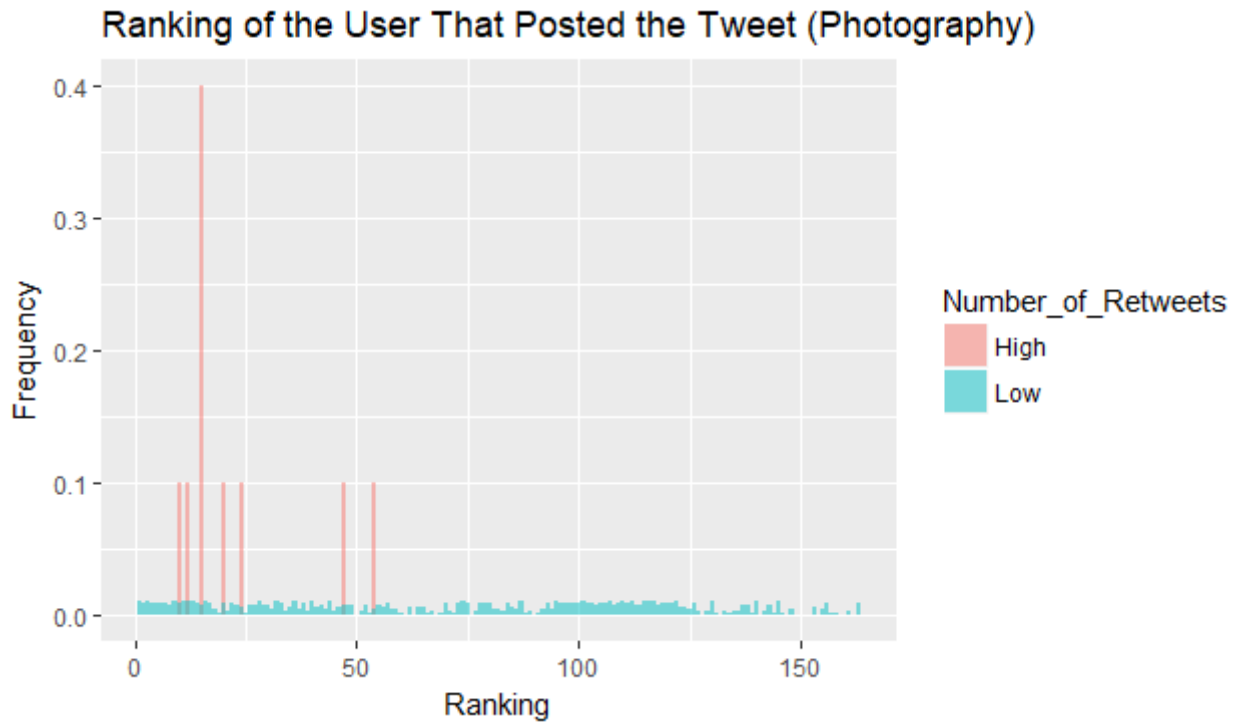 Ranking of the User That Posted the Tweet (Photography)
0.4
0.3
0.2
0.1
0.0
Frequency
0
50
100
150
Ranking
Number_of_Retweets
High
Low